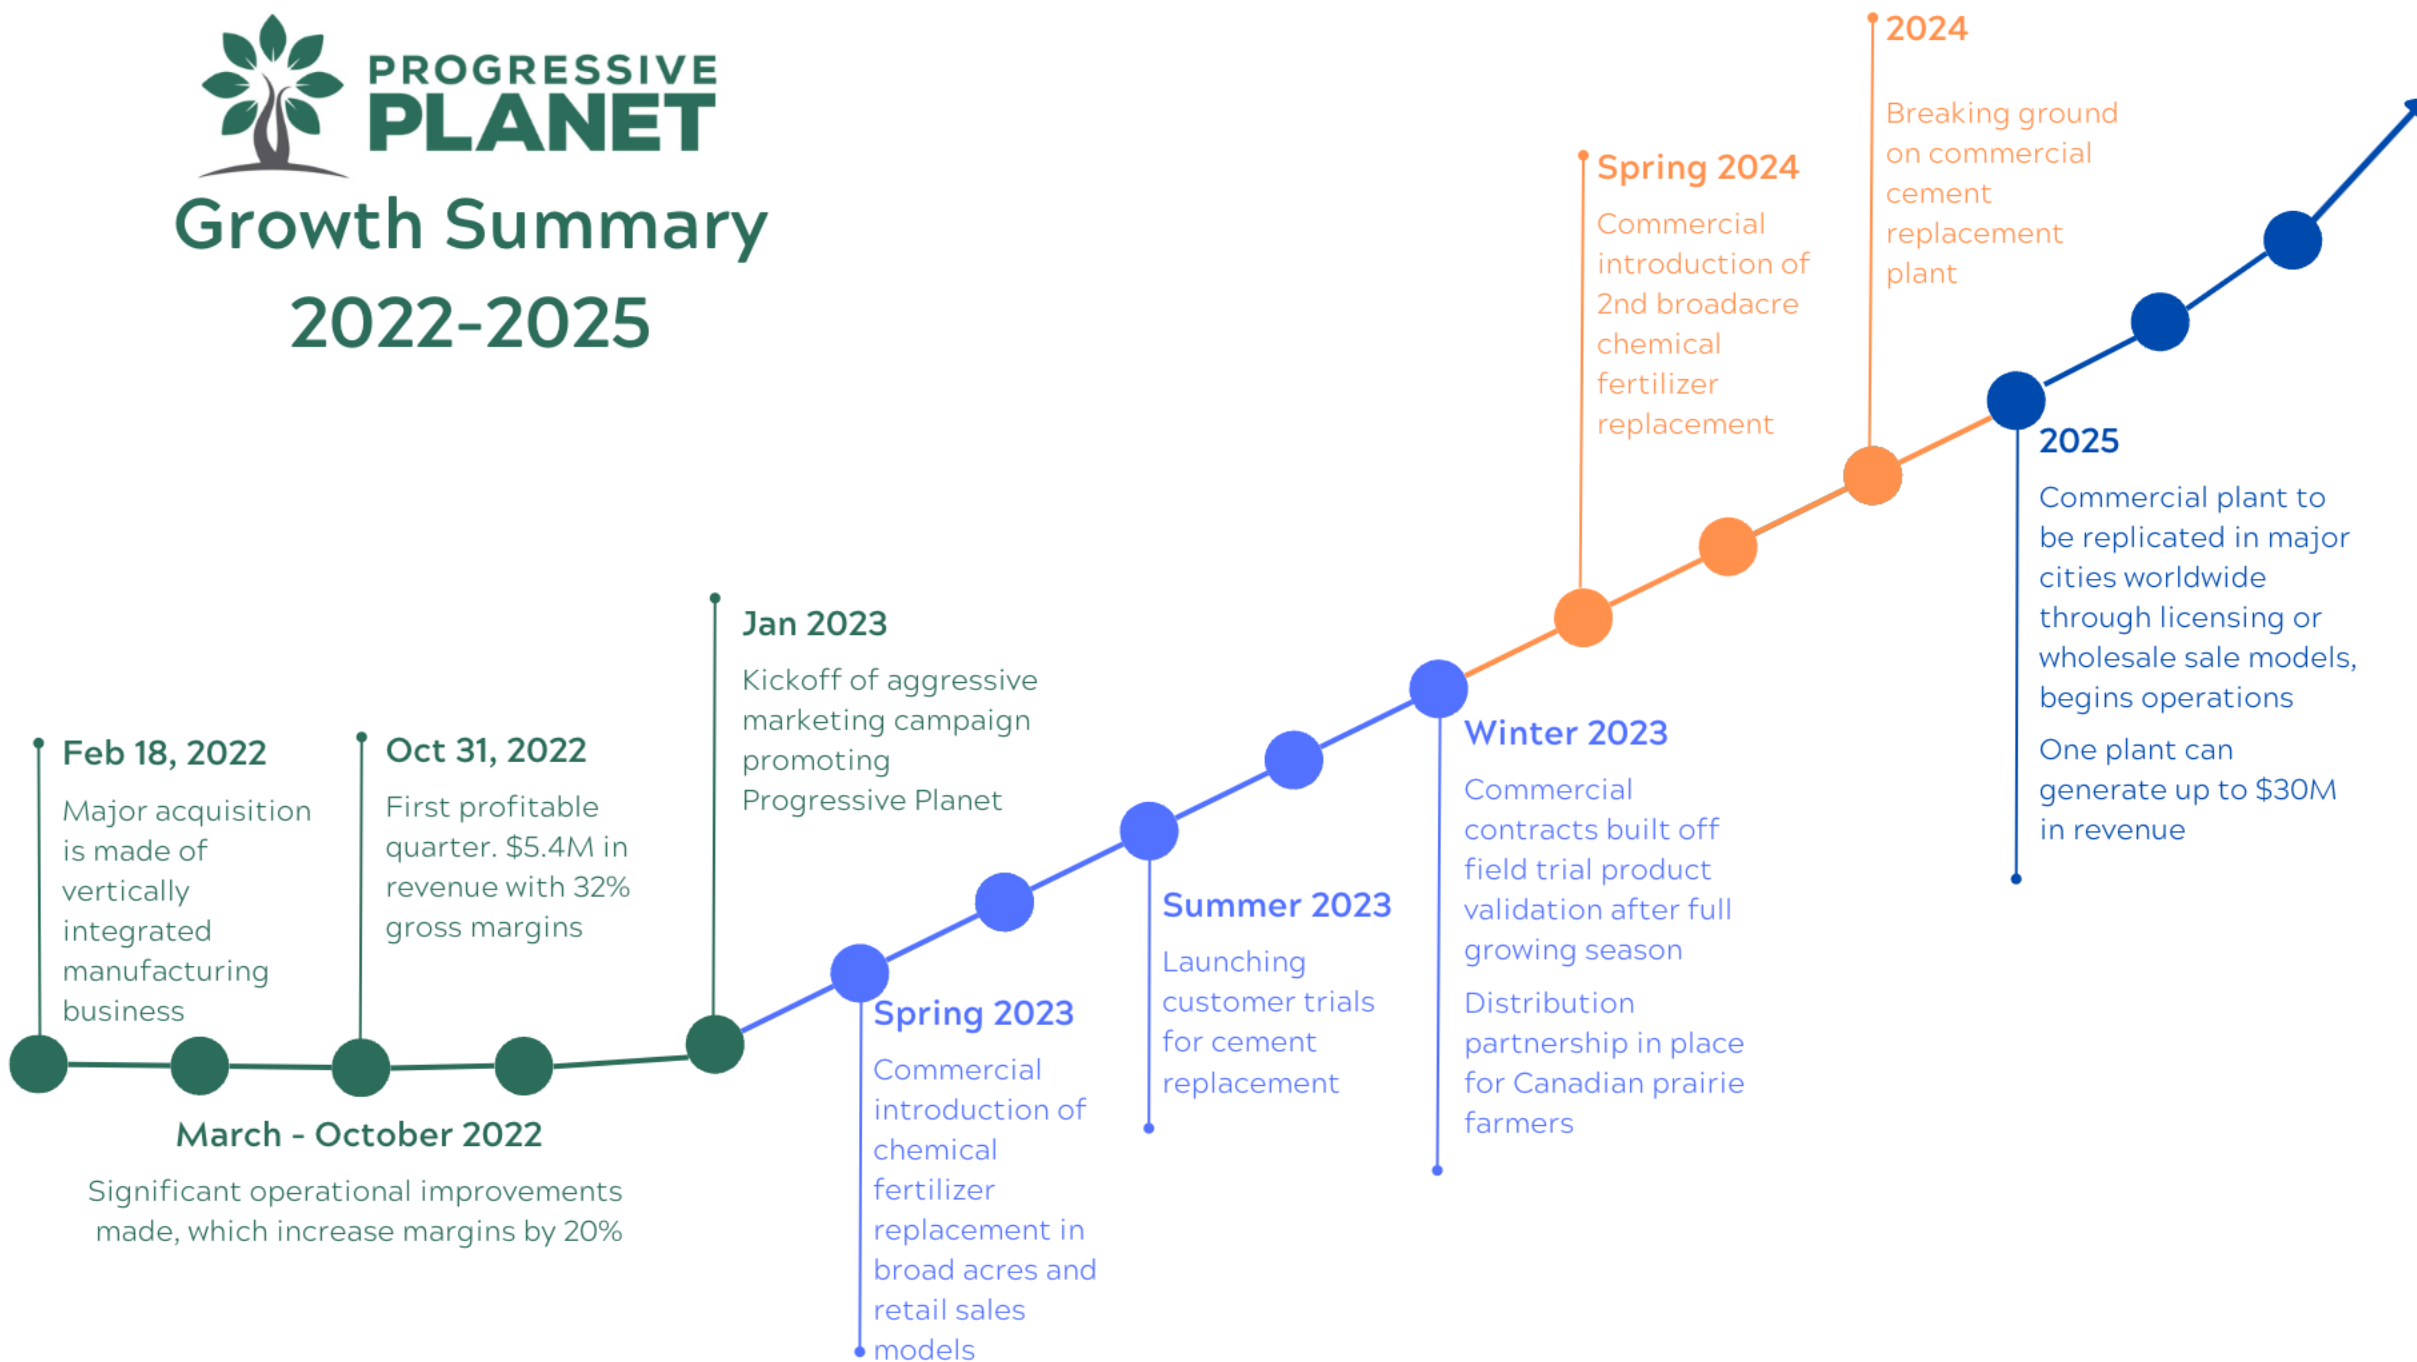 PROGRESSIVE
PLANET
Growth Summary
2022-2025
Feb 18, 2022
Major acquisition
is made of
vertically
integrated
manufacturing
business
March - October 2022
Significant operational improvements
made, which increase margins by 20%
Oct 31, 2022
First profitable
quarter. $5.4M in
revenue with 32%
gross margins
Jan 2023
Kickoff of aggressive
marketing campaign
promoting
Progressive Planet
Spring 2023
Commercial
introduction of
chemical
fertilizer
replacement in
broad acres and
retail sales
models
Summer 2023
Launching
customer trials
for cement
replacement
Winter 2023
Commercial
contracts built off
field trial product
validation after full
growing season
Distribution
partnership in place
for Canadian prairie
farmers
Spring 2024
Commercial
introduction of
2nd broadacre
chemical
fertilizer
replacement
2024
Breaking ground
on commercial
cement
replacement
plant
2025
Commercial plant to
be replicated in major
cities worldwide
through licensing or
wholesale sale models,
begins operations
One plant can
generate up to $30M
in revenue